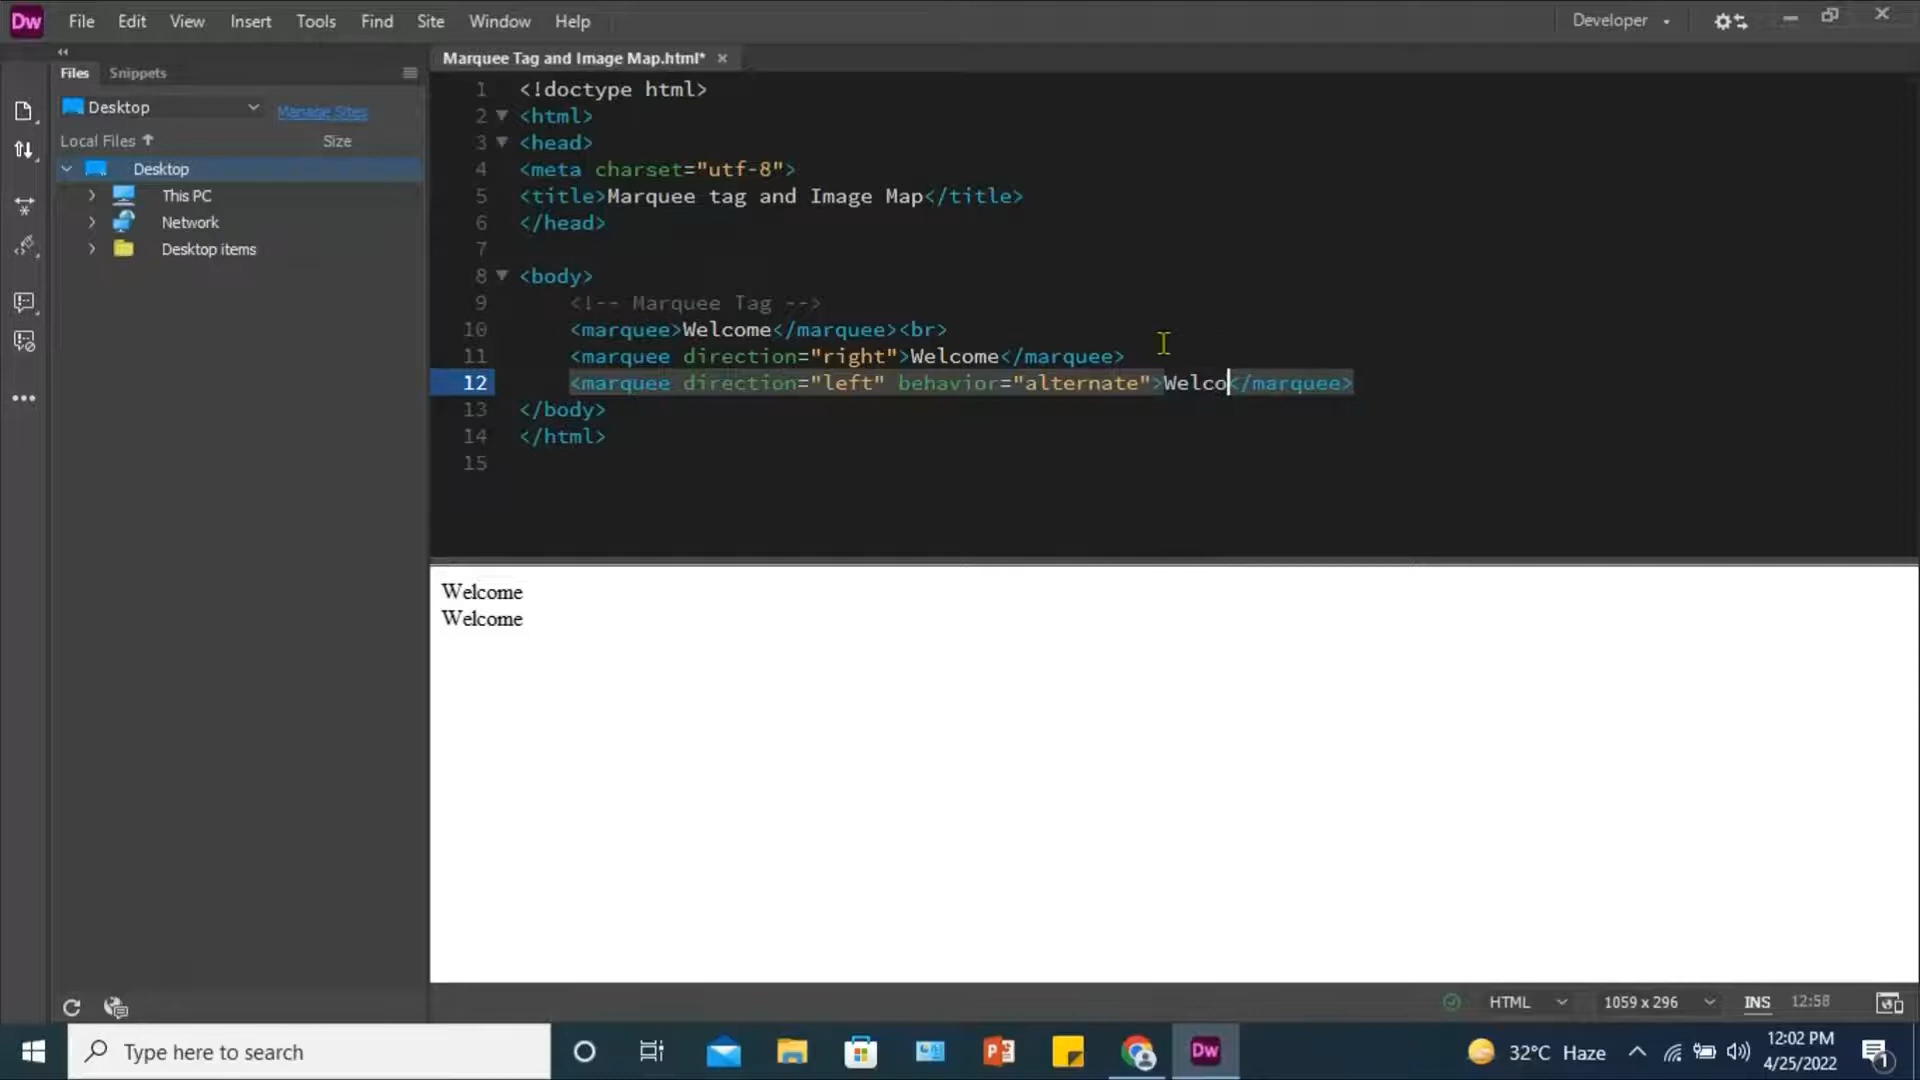 Dw File Edit View Insert Tools Find Site Window Help Developer
Files Snippets
Marquee Tag and Image Map.html*
Desktop Manage Sites
Local Files Size
Desktop
This PC
Network
Desktop items
1 <!doctype html>
2 <html>
3 <head>
4 <meta charset="utf-8">
5 <title>Marquee tag and Image Map</title>
6 </head>
7
8 <body>
9 <!-- Marquee Tag -->
10 <marquee>Welcome</marquee><br>
11 <marquee direction="right">Welcome</marquee>
12 <marquee direction="left" behavior="alternate">Welco</marquee>
13 </body>
14 </html>
15
Welcome
Welcome
HTML 1059 x 296 INS 12:58
Type here to search
Dw
32°C Haze
12:02 PM
4/25/2022
1